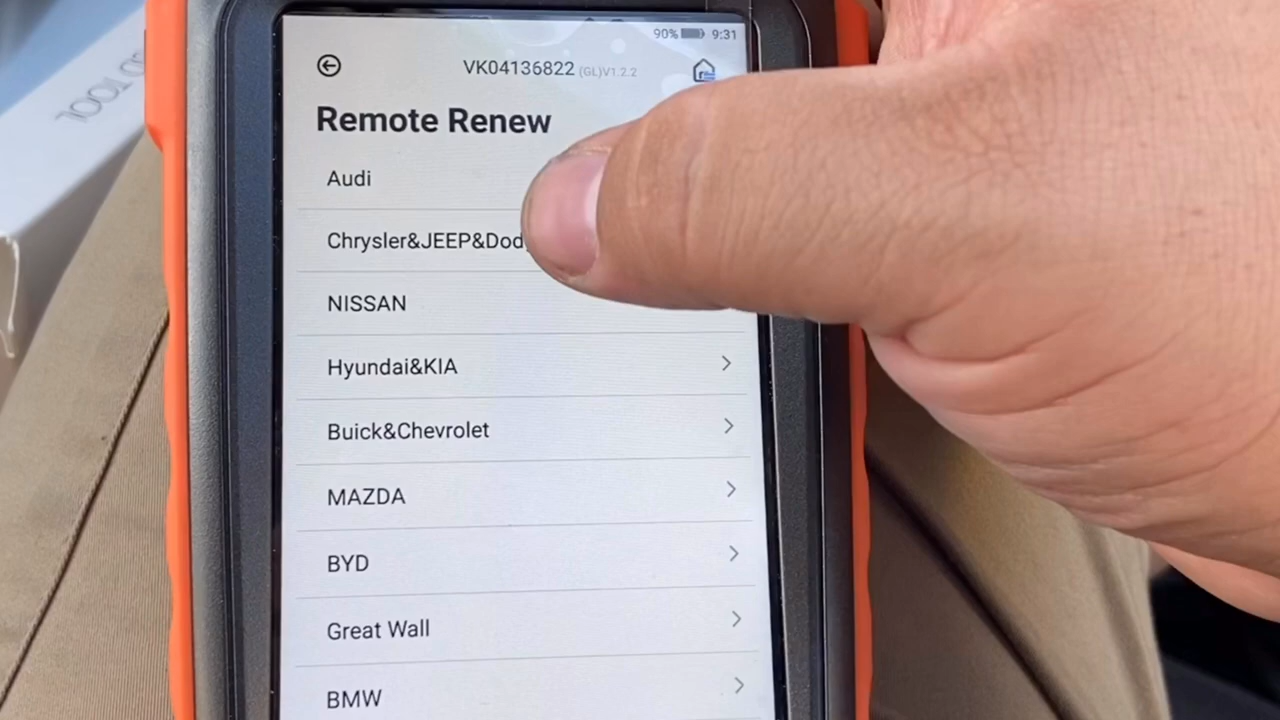 90% 9:31
VK04136822 (GL)V1.2.2
Remote Renew
Audi
Chrysler&JEEP&Dod
NISSAN
Hyundai&KIA
Buick&Chevrolet
MAZDA
BYD
Great Wall
BMW
TOOL